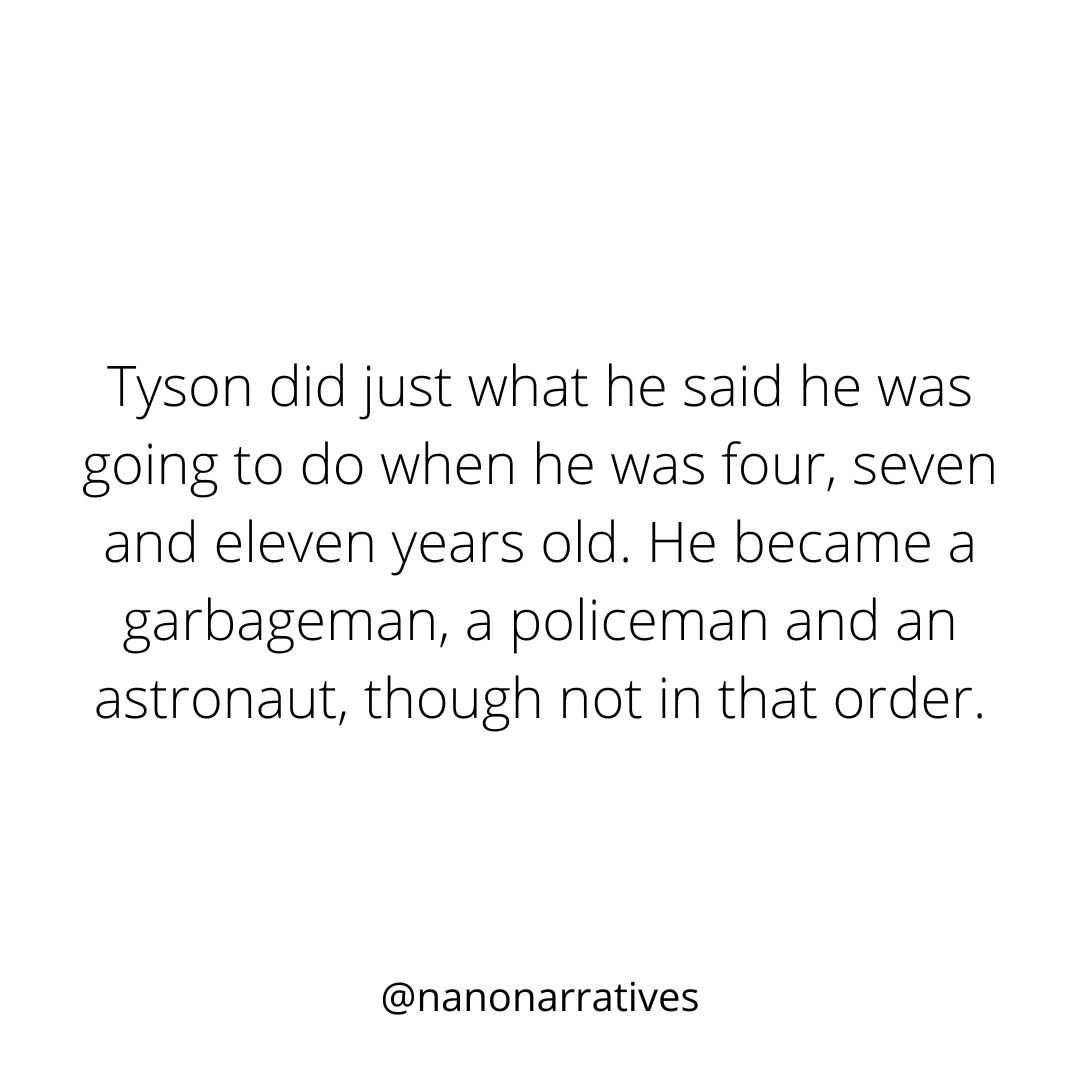 Tyson did just what he said he was
going to do when he was four, seven
and eleven years old. He became a
garbageman, a policeman and an
astronaut, though not in that order.
@nanonarratives